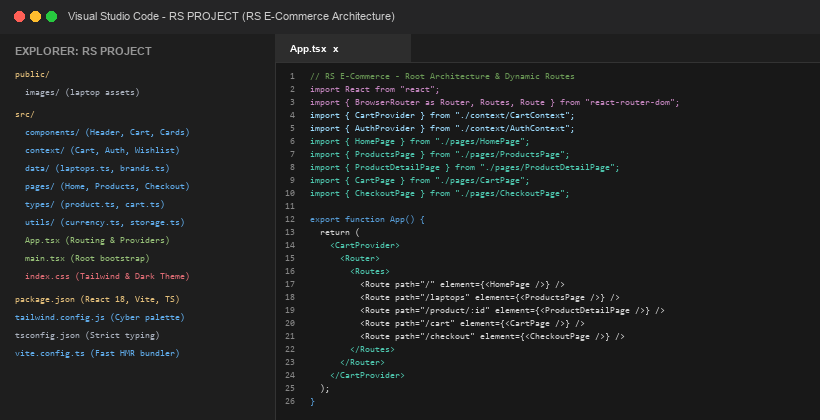 Visual Studio Code - RS PROJECT (RS E-Commerce Architecture)
EXPLORER: RS PROJECT
public/
images/ (laptop assets)
src/
components/ (Header, Cart, Cards)
context/ (Cart, Auth, Wishlist)
data/ (laptops.ts, brands.ts)
pages/ (Home, Products, Checkout)
types/ (product.ts, cart.ts)
utils/ (currency.ts, storage.ts)
App.tsx (Routing & Providers)
main.tsx (Root bootstrap)
index.css (Tailwind & Dark Theme)
package.json (React 18, Vite, TS)
tailwind.config.js (Cyber palette)
tsconfig.json (Strict typing)
vite.config.ts (Fast HMR bundler)
App.tsx x
1 // RS E-Commerce - Root Architecture & Dynamic Routes
2 import React from "react";
3 import { BrowserRouter as Router, Routes, Route } from "react-router-dom";
4 import { CartProvider } from "./context/CartContext";
5 import { AuthProvider } from "./context/AuthContext";
6 import { HomePage } from "./pages/HomePage";
7 import { ProductsPage } from "./pages/ProductsPage";
8 import { ProductDetailPage } from "./pages/ProductDetailPage";
9 import { CartPage } from "./pages/CartPage";
10 import { CheckoutPage } from "./pages/CheckoutPage";
11
12 export function App() {
13 return (
14 <CartProvider>
15 <Router>
16 <Routes>
17 <Route path="/" element={<HomePage />} />
18 <Route path="/laptops" element={<ProductsPage />} />
19 <Route path="/product/:id" element={<ProductDetailPage />} />
20 <Route path="/cart" element={<CartPage />} />
21 <Route path="/checkout" element={<CheckoutPage />} />
22 </Routes>
23 </Router>
24 </CartProvider>
25 );
26 }